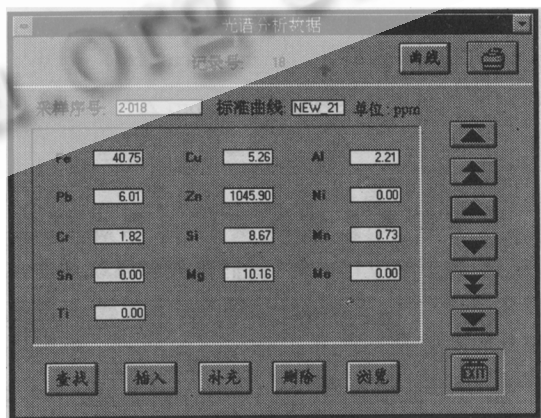 光谱分析数据
记录号: 18
曲线
采样序号: 2-018 标准曲线: NEW_21 单位: ppm
Fe 40.75 Cu 5.26 Al 2.21
Pb 6.01 Zn 1045.90 Ni 0.00
Cr 1.82 Si 8.67 Mn 0.73
Sn 0.00 Mg 10.16 Mo 0.00
Ti 0.00
查找 插入 补充 删除 浏览 EXIT